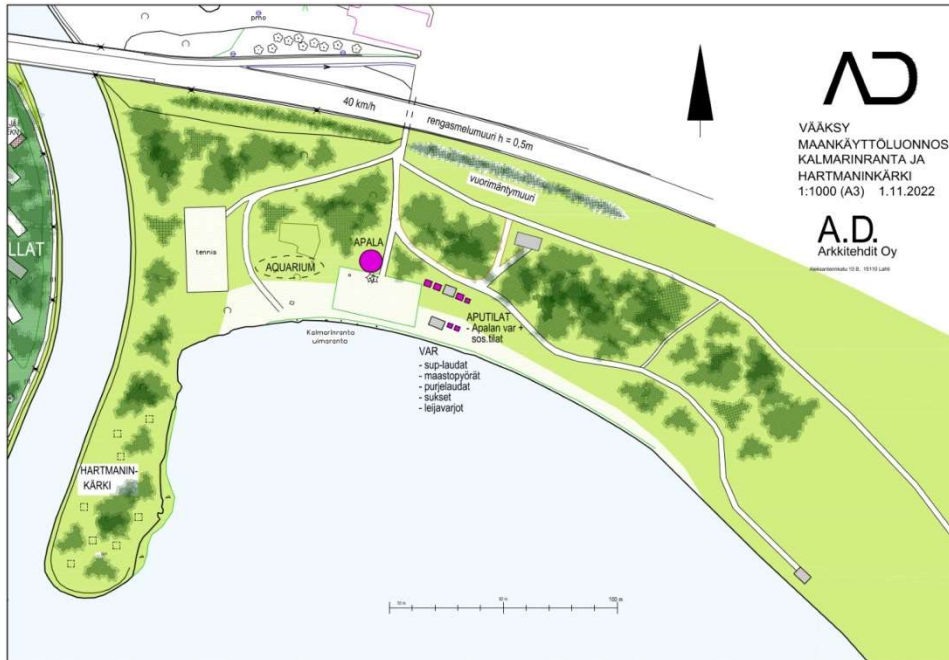 pmo
40 km/h
rengasmelumuuri h = 0,5m
vuorimäntymuuri
AD
VÄÄKSY
MAANKÄYTTÖLUONNOS
KALMARINRANTA JA
HARTMANINKÄRKI
1:1000 (A3) 1.11.2022
A.D.
Arkkitehdit Oy
LLAT
tennis
APALA
AQUARIUM
Kalmarinranta
uimaranta
APUTILAT
- Apalan var +
sos.tilat
VAR
- sup-laudat
- maastopyörät
- purjelaudat
- sukset
- leijavarjot
HARTMANIN-
KÄRKI
100 m